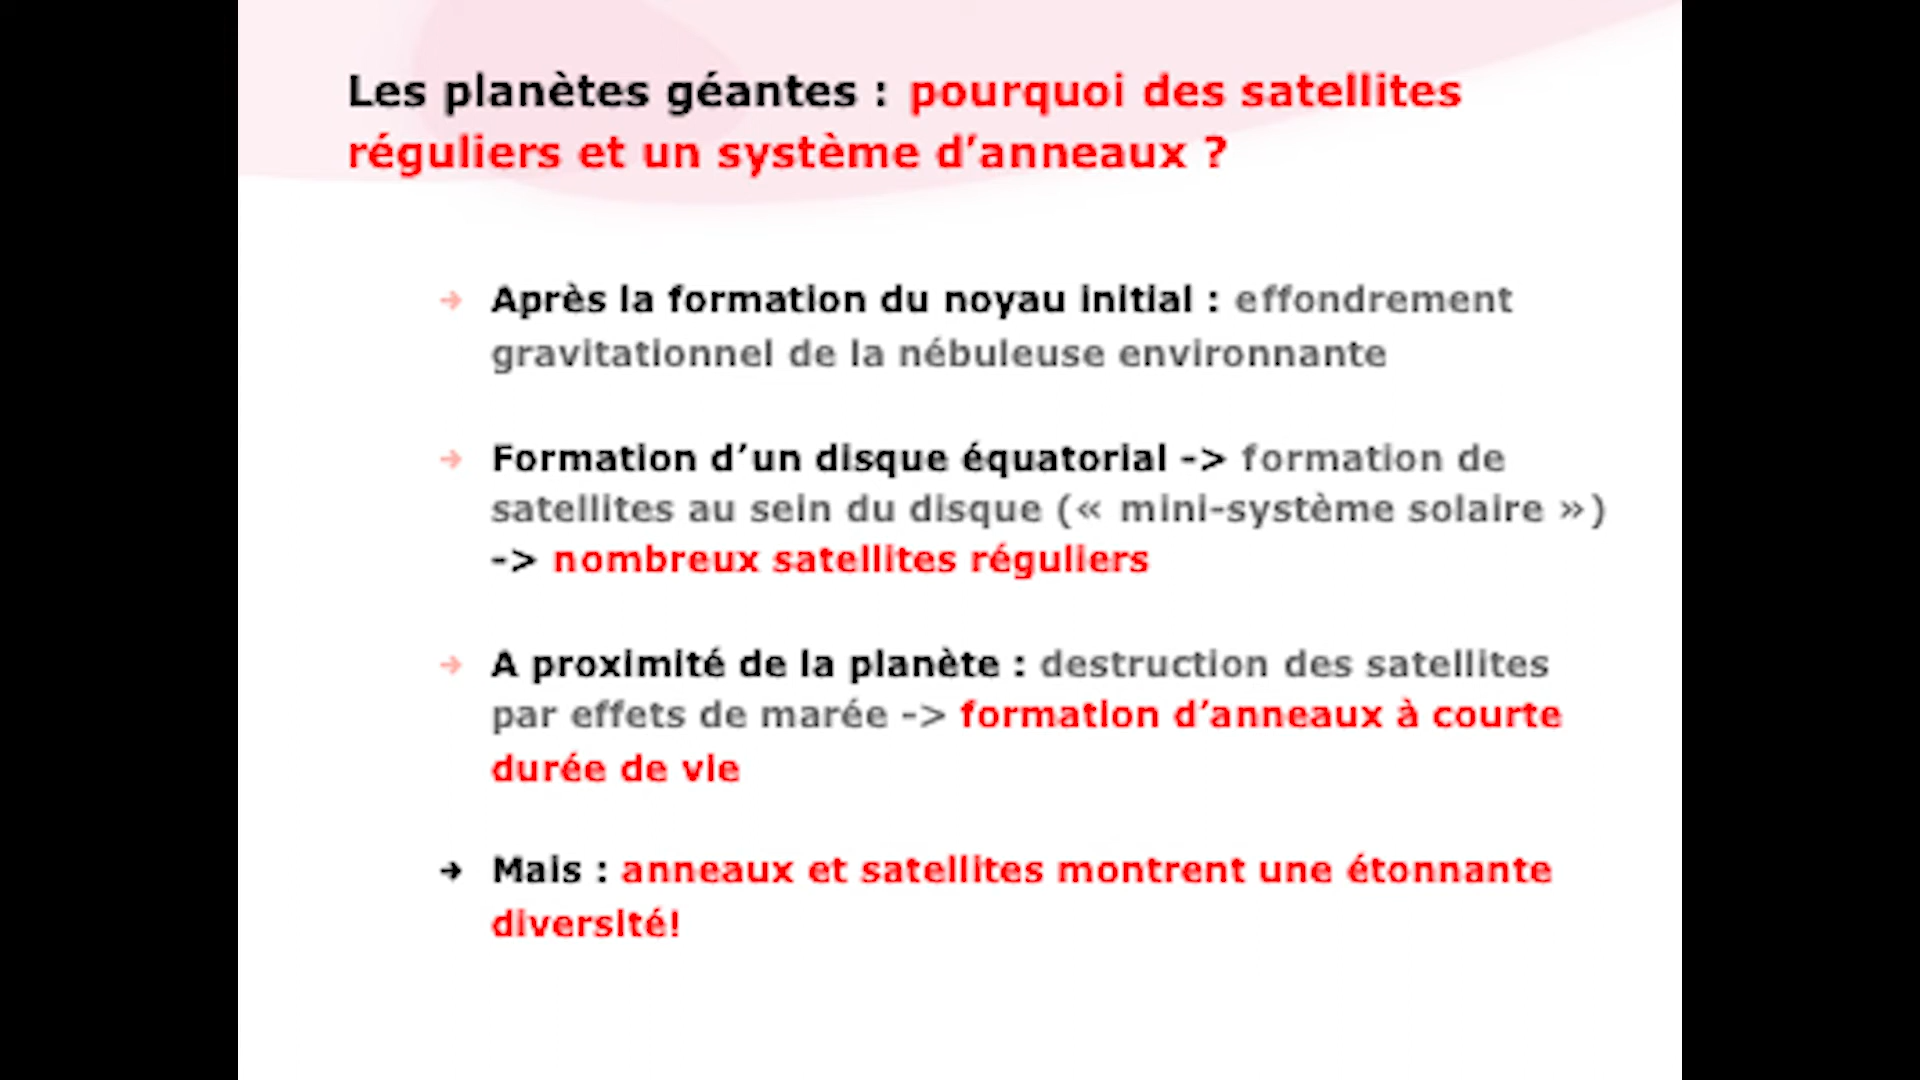 Les planètes géantes : pourquoi des satellites
réguliers et un système d’anneaux ?
→ Après la formation du noyau initial : effondrement
gravitationnel de la nébuleuse environnante
→ Formation d’un disque équatorial -> formation de
satellites au sein du disque (« mini-système solaire »)
-> nombreux satellites réguliers
→ A proximité de la planète : destruction des satellites
par effets de marée -> formation d’anneaux à courte
durée de vie
→ Mais : anneaux et satellites montrent une étonnante
diversité!